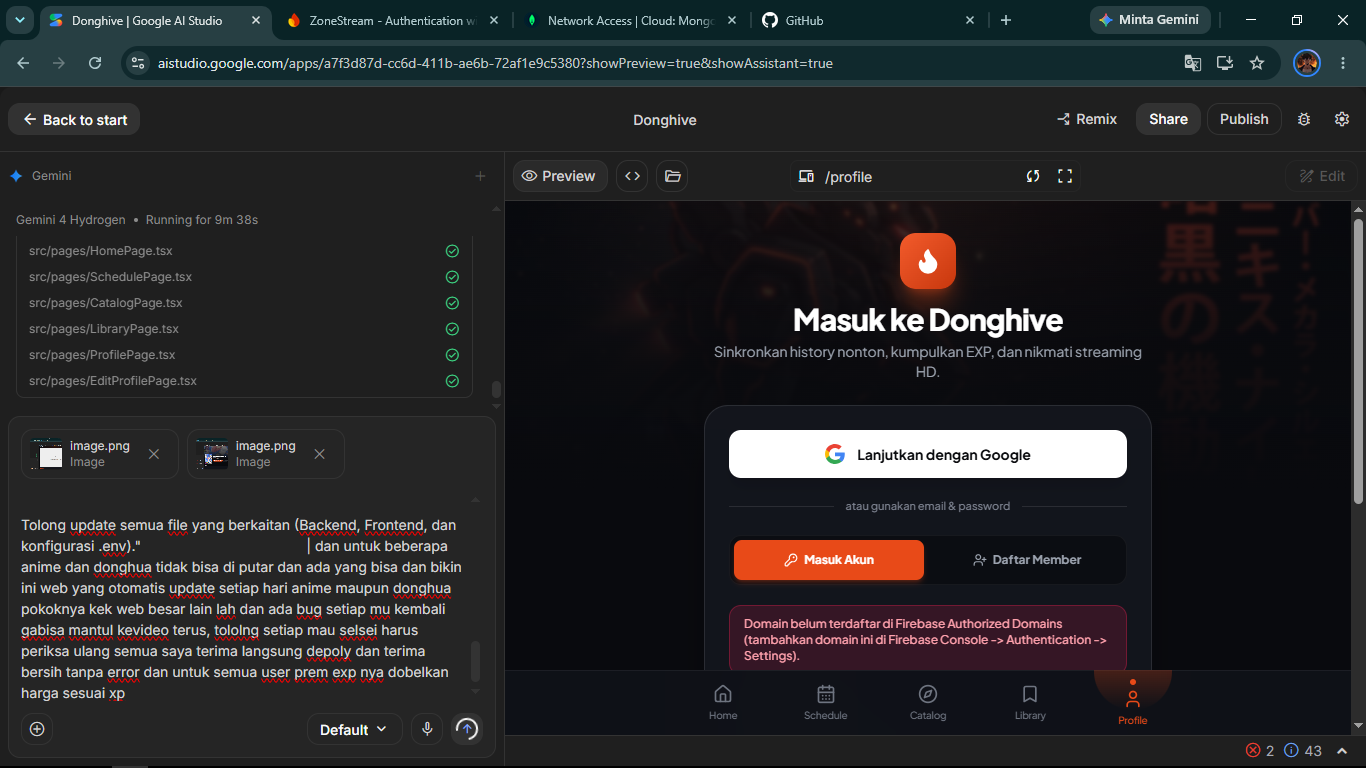 Donghive | Google AI Studio
ZoneStream - Authentication w
Network Access | Cloud: Mong
GitHub
Minta Gemini
aistudio.google.com/apps/a7f3d87d-cc6d-411b-ae6b-72af1e9c5380?showPreview=true&showAssistant=true
Back to start
Donghive
Remix
Share
Publish
Gemini
Preview
/profile
Edit
Gemini 4 Hydrogen • Running for 9m 38s
src/pages/HomePage.tsx
src/pages/SchedulePage.tsx
src/pages/CatalogPage.tsx
src/pages/LibraryPage.tsx
src/pages/ProfilePage.tsx
src/pages/EditProfilePage.tsx
image.png
Image
image.png
Image
Tolong update semua file yang berkaitan (Backend, Frontend, dan
konfigurasi .env)." dan untuk beberapa
anime dan donghua tidak bisa di putar dan ada yang bisa dan bikin
ini web yang otomatis update setiap hari anime maupun donghua
pokoknya kek web besar lain lah dan ada bug setiap mu kembali
gabisa mantul kevideo terus, tololng setiap mau selsei harus
periksa ulang semua saya terima langsung depoly dan terima
bersih tanpa error dan untuk semua user prem exp nya dobelkan
harga sesuai xp
Default
Masuk ke Donghive
Sinkronkan history nonton, kumpulkan EXP, dan nikmati streaming
HD.
Lanjutkan dengan Google
atau gunakan email & password
Masuk Akun
Daftar Member
Domain belum terdaftar di Firebase Authorized Domains
(tambahkan domain ini di Firebase Console -> Authentication ->
Settings).
Home
Schedule
Catalog
Library
Profile
2
43